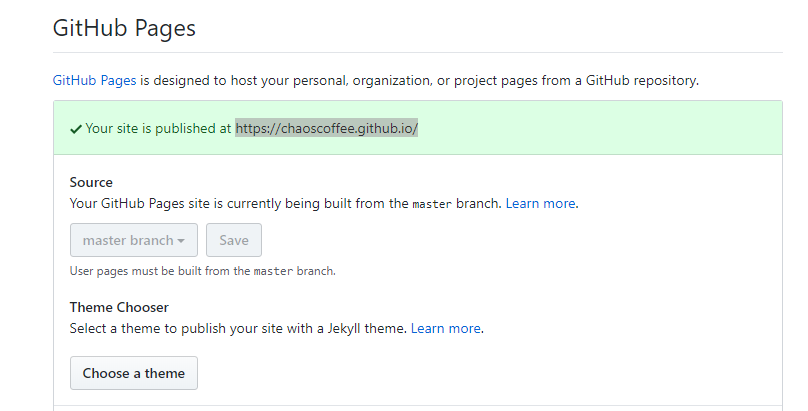 GitHub Pages
GitHub Pages is designed to host your personal, organization, or project pages from a GitHub repository.
✔ Your site is published at https://chaoscoffee.github.io/
Source
Your GitHub Pages site is currently being built from the master branch. Learn more.
master branch Save
User pages must be built from the master branch.
Theme Chooser
Select a theme to publish your site with a Jekyll theme. Learn more.
Choose a theme